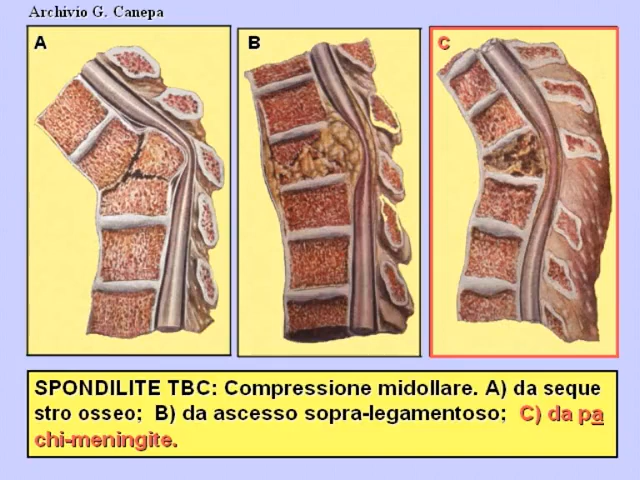 Archivio G. Canepa
A
B
C
SPONDILITE TBC: Compressione midollare. A) da seque
stro osseo; B) da ascesso sopra-legamentoso; C) da pa
chi-meningite.